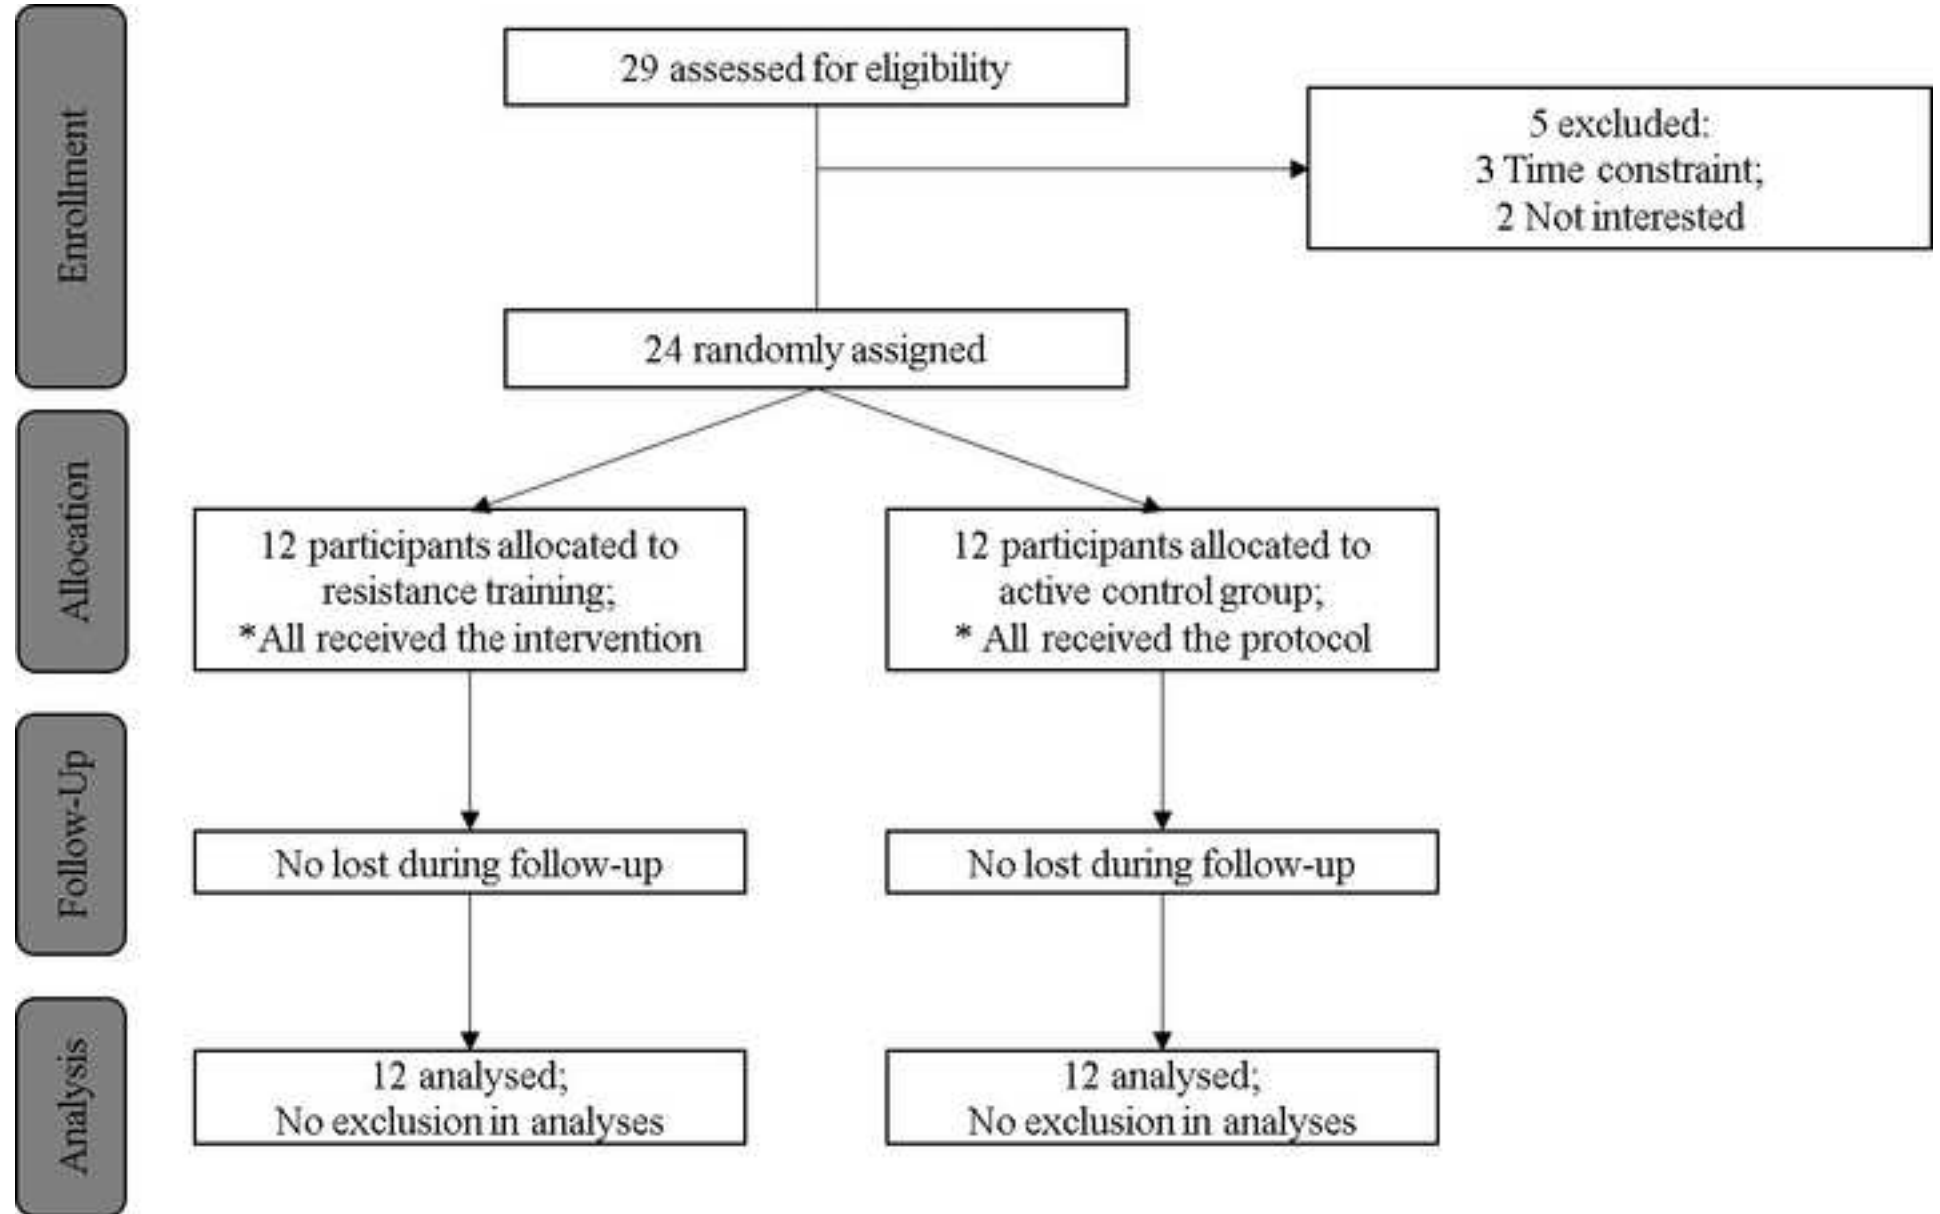 Enrollment
29 assessed for eligibility
5 excluded:
3 Time constraint;
2 Not interested
24 randomly assigned
Allocation
12 participants allocated to
resistance training;
*All received the intervention
12 participants allocated to
active control group;
* All received the protocol
Follow-Up
No lost during follow-up
No lost during follow-up
Analysis
12 analysed;
No exclusion in analyses
12 analysed;
No exclusion in analyses